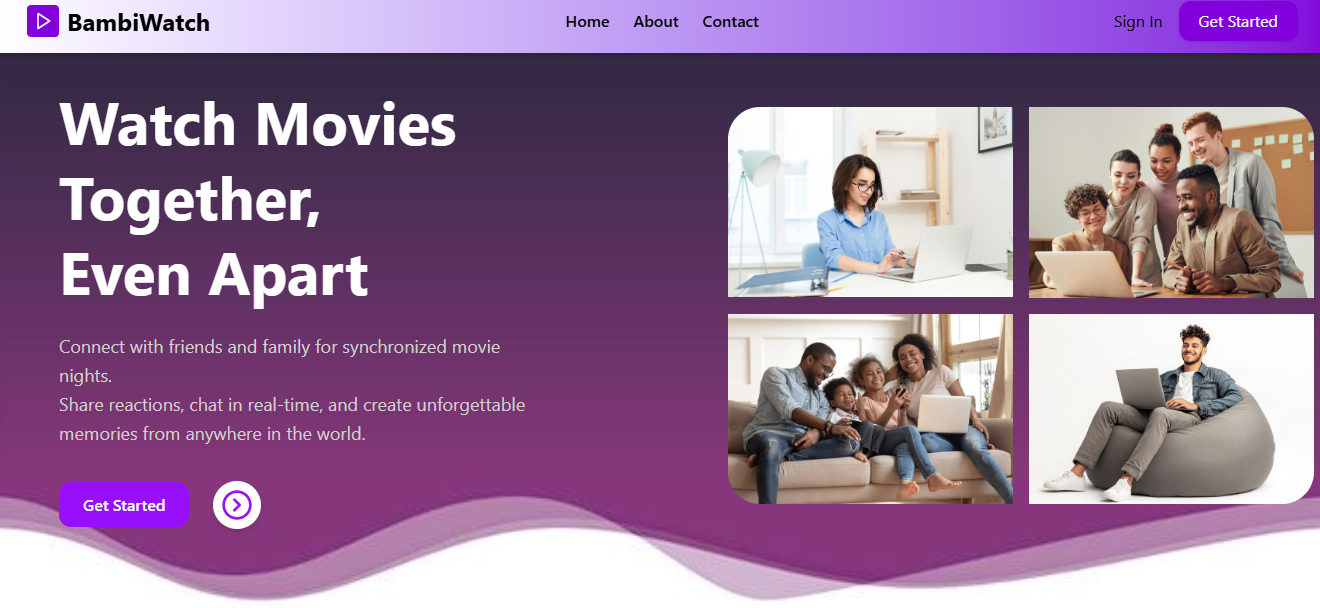 BambiWatch
Home About Contact
Sign In
Get Started
Watch Movies
Together,
Even Apart
Connect with friends and family for synchronized movie
nights.
Share reactions, chat in real-time, and create unforgettable
memories from anywhere in the world.
Get Started